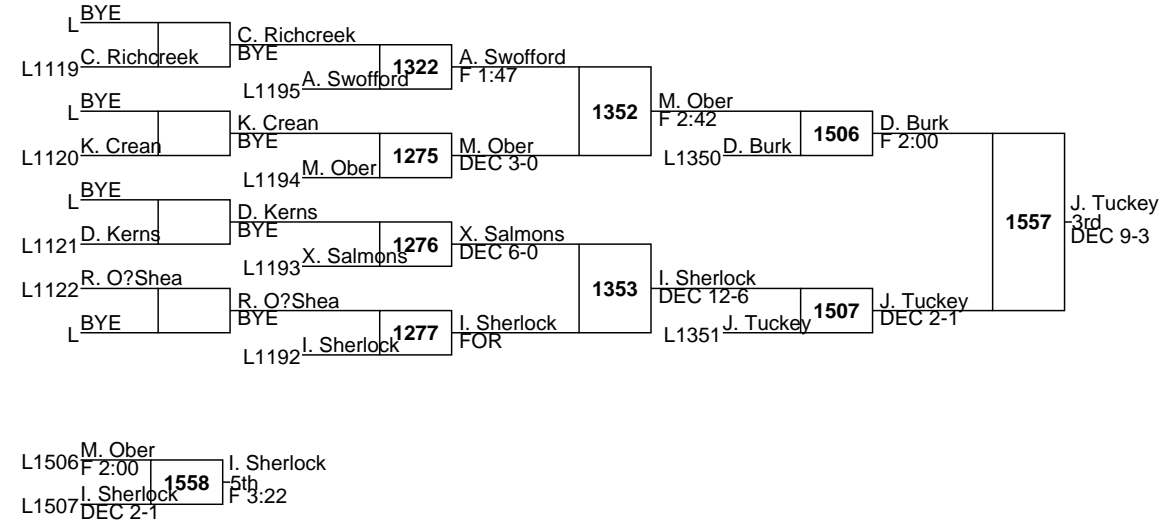 BYE
L
C. Richcreek
L1119
C. Richcreek
BYE
1322
A. Swofford
L1195
A. Swofford
F 1:47
BYE
L
K. Crean
L1120
K. Crean
BYE
1275
M. Ober
L1194
M. Ober
DEC 3-0
1352
M. Ober
F 2:42
1506
D. Burk
L1350
D. Burk
F 2:00
BYE
L
D. Kerns
L1121
D. Kerns
BYE
1276
X. Salmons
L1193
X. Salmons
DEC 6-0
R. O?Shea
L1122
BYE
L
R. O?Shea
BYE
1277
I. Sherlock
L1192
I. Sherlock
FOR
1353
I. Sherlock
DEC 12-6
1507
J. Tuckey
L1351
J. Tuckey
DEC 2-1
1557
J. Tuckey
3rd
DEC 9-3
M. Ober
L1506
F 2:00
1558
I. Sherlock
L1507
DEC 2-1
I. Sherlock
5th
F 3:22